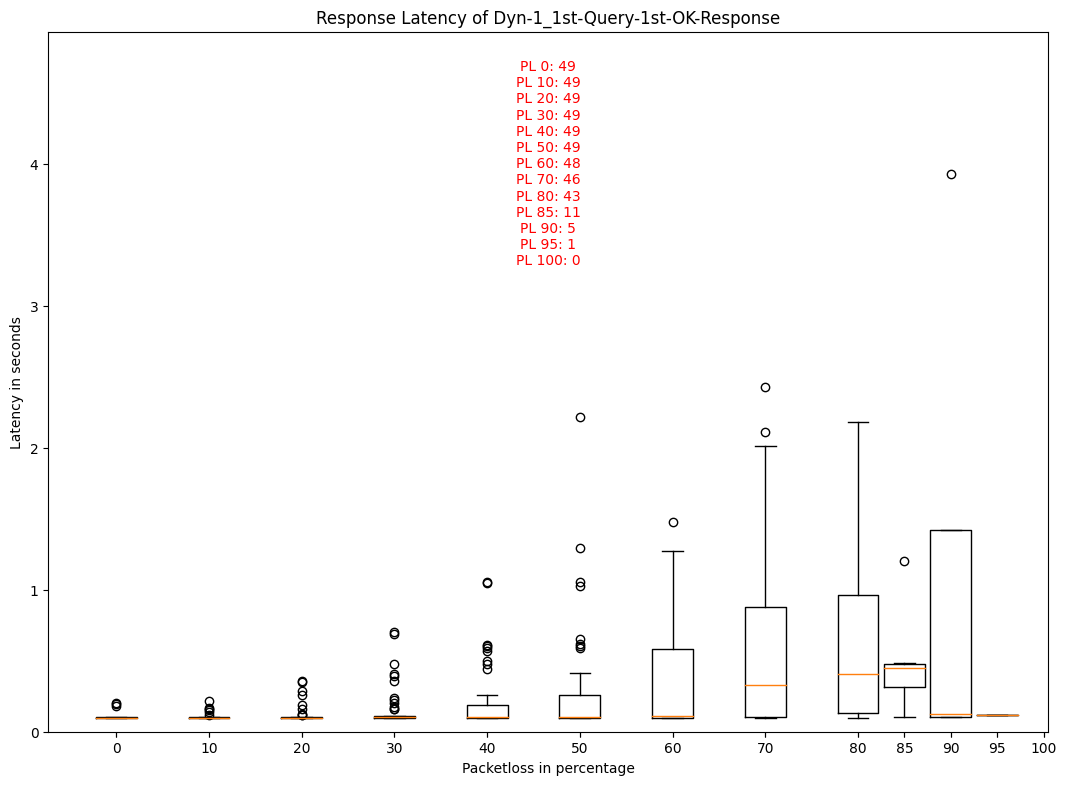 Response Latency of Dyn-1_1st-Query-1st-OK-Response
PL 0: 49
PL 10: 49
PL 20: 49
PL 30: 49
PL 40: 49
PL 50: 49
PL 60: 48
PL 70: 46
PL 80: 43
PL 85: 11
PL 90: 5
PL 95: 1
PL 100: 0
Latency in seconds
4
3
2
1
0
0 10 20 30 40 50 60 70 80 85 90 95 100
Packetloss in percentage